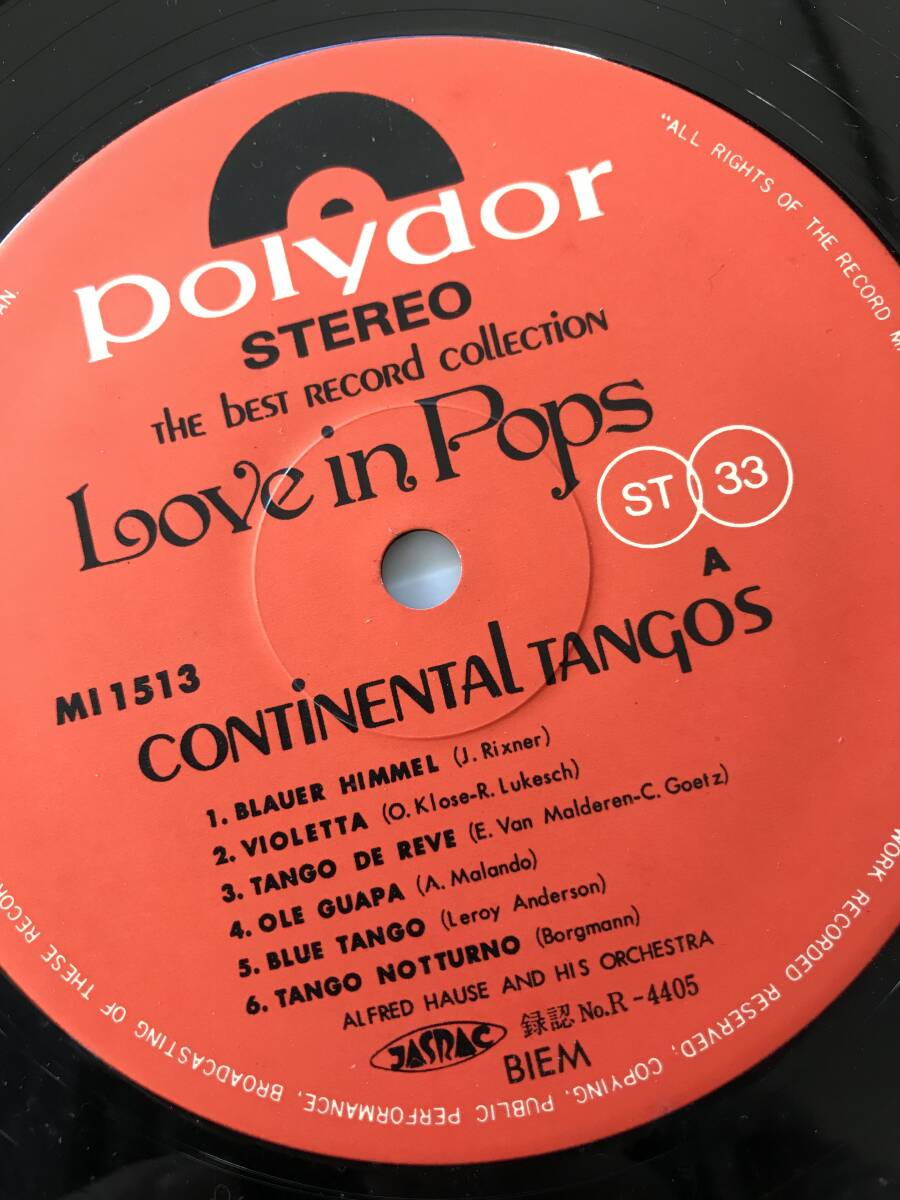 polydor
STEREO
The best record collection
Love in Pops
ST 33
A
MI 1513
CONTINENTAL TANGOS
1. BLAUER HIMMEL (J. Rixner)
2. VIOLETTA (O. Klose-R. Lukesch)
3. TANGO DE REVE (E. Van Malderen-C. Goetz)
4. OLE GUAPA (A. Malando)
5. BLUE TANGO (Leroy Anderson)
6. TANGO NOTTURNO (Borgmann)
ALFRED HAUSE AND HIS ORCHESTRA
JASRAC 録認 No.R-4405
BIEM
"ALL RIGHTS OF THE RECORD
WORK RECORDED RESERVED, COPYING, PUBLIC PERFORMANCE, BROADCASTING OF THESE RECOR